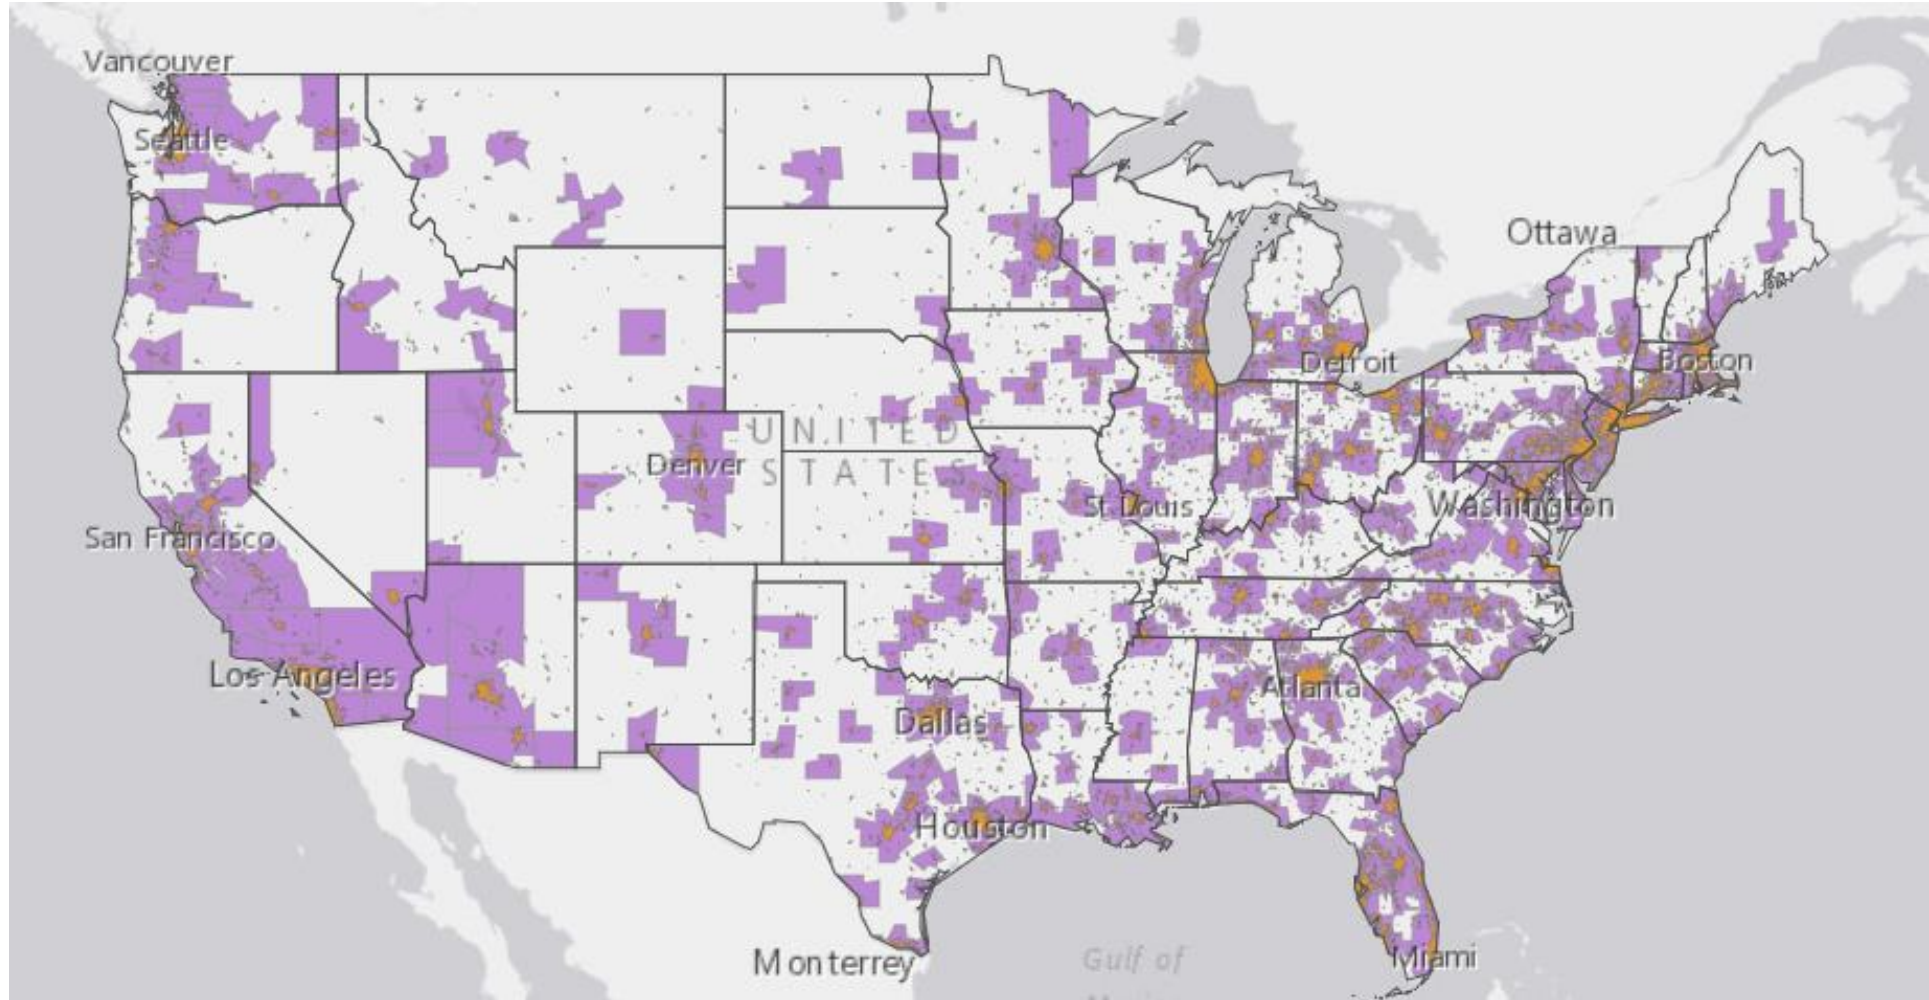 Vancouver
Seattle
Ottawa
Detroit
Boston
UNITED
STATES
Denver
St. Louis
Washington
San Francisco
Los Angeles
Atlanta
Dallas
Houston
Monterrey
Gulf of
Miami